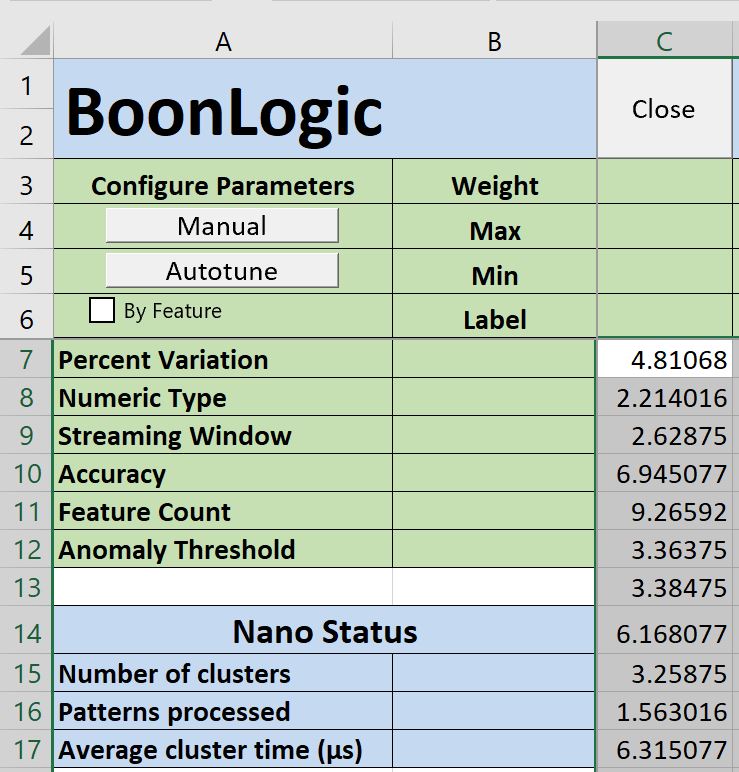 A B C
1 BoonLogic Close
2
3 Configure Parameters Weight
4 Manual Max
5 Autotune Min
6 By Feature Label
7 Percent Variation 4.81068
8 Numeric Type 2.214016
9 Streaming Window 2.62875
10 Accuracy 6.945077
11 Feature Count 9.26592
12 Anomaly Threshold 3.36375
13 3.38475
14 Nano Status 6.168077
15 Number of clusters 3.25875
16 Patterns processed 1.563016
17 Average cluster time (µs) 6.315077